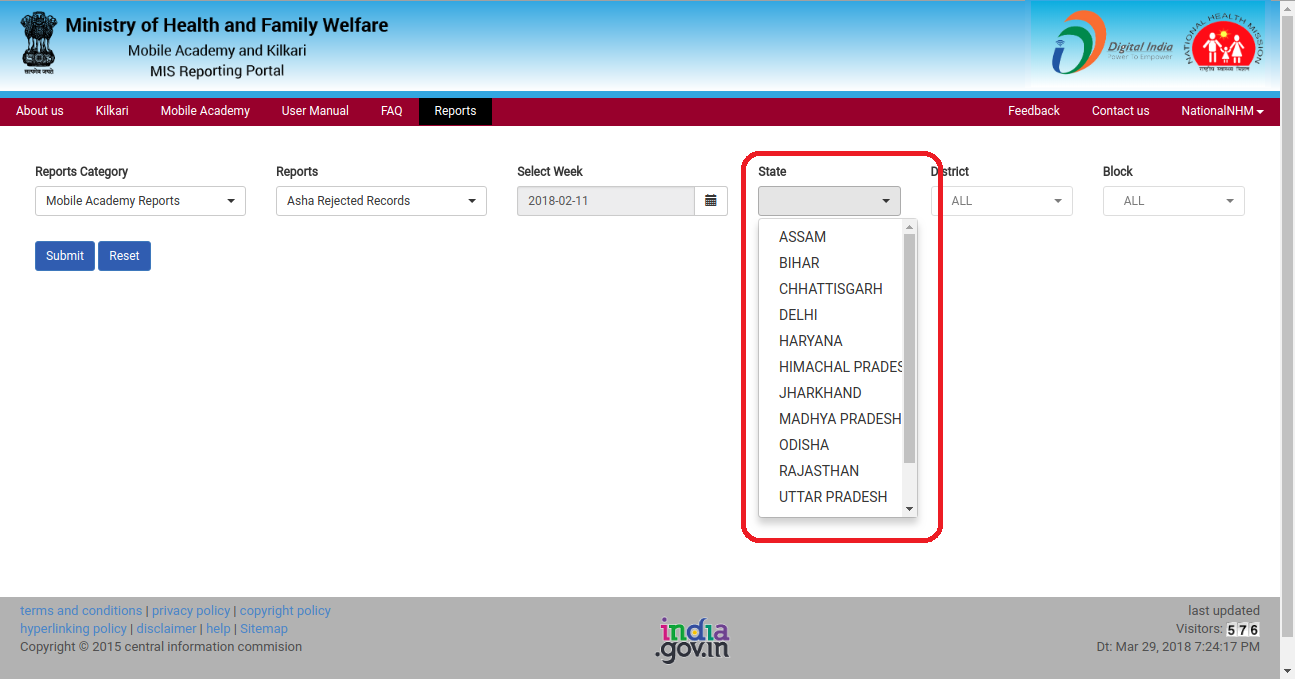 Ministry of Health and Family Welfare
Mobile Academy and Kilkari
MIS Reporting Portal
सत्यमेव जयते
Digital India
Power To Empower
NATIONAL HEALTH MISSION
राष्ट्रीय स्वास्थ्य मिशन
About us Kilkari Mobile Academy User Manual FAQ Reports Feedback Contact us NationalNHM
Reports Category Reports Select Week State District Block
Mobile Academy Reports Asha Rejected Records 2018-02-11 ALL ALL
Submit Reset
ASSAM
BIHAR
CHHATTISGARH
DELHI
HARYANA
HIMACHAL PRADES
JHARKHAND
MADHYA PRADESH
ODISHA
RAJASTHAN
UTTAR PRADESH
terms and conditions | privacy policy | copyright policy
hyperlinking policy | disclaimer | help | Sitemap
Copyright © 2015 central information commision
india
.gov.in
last updated
Visitors: 576
Dt: Mar 29, 2018 7:24:17 PM